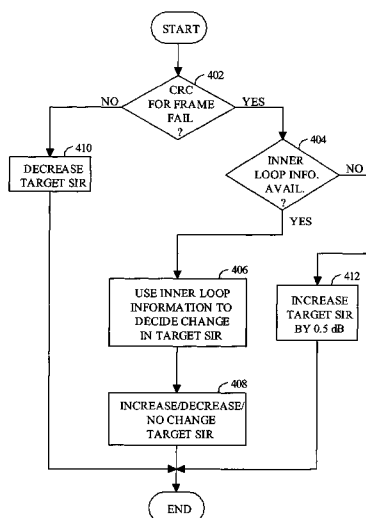 START
402
CRC
FOR FRAME
FAIL
?
NO
YES
404
INNER
LOOP INFO.
AVAIL.
?
NO
YES
410
DECREASE
TARGET SIR
406
USE INNER LOOP
INFORMATION TO
DECIDE CHANGE
IN TARGET SIR
412
INCREASE
TARGET SIR
BY 0.5 dB
408
INCREASE/DECREASE/
NO CHANGE
TARGET SIR
END